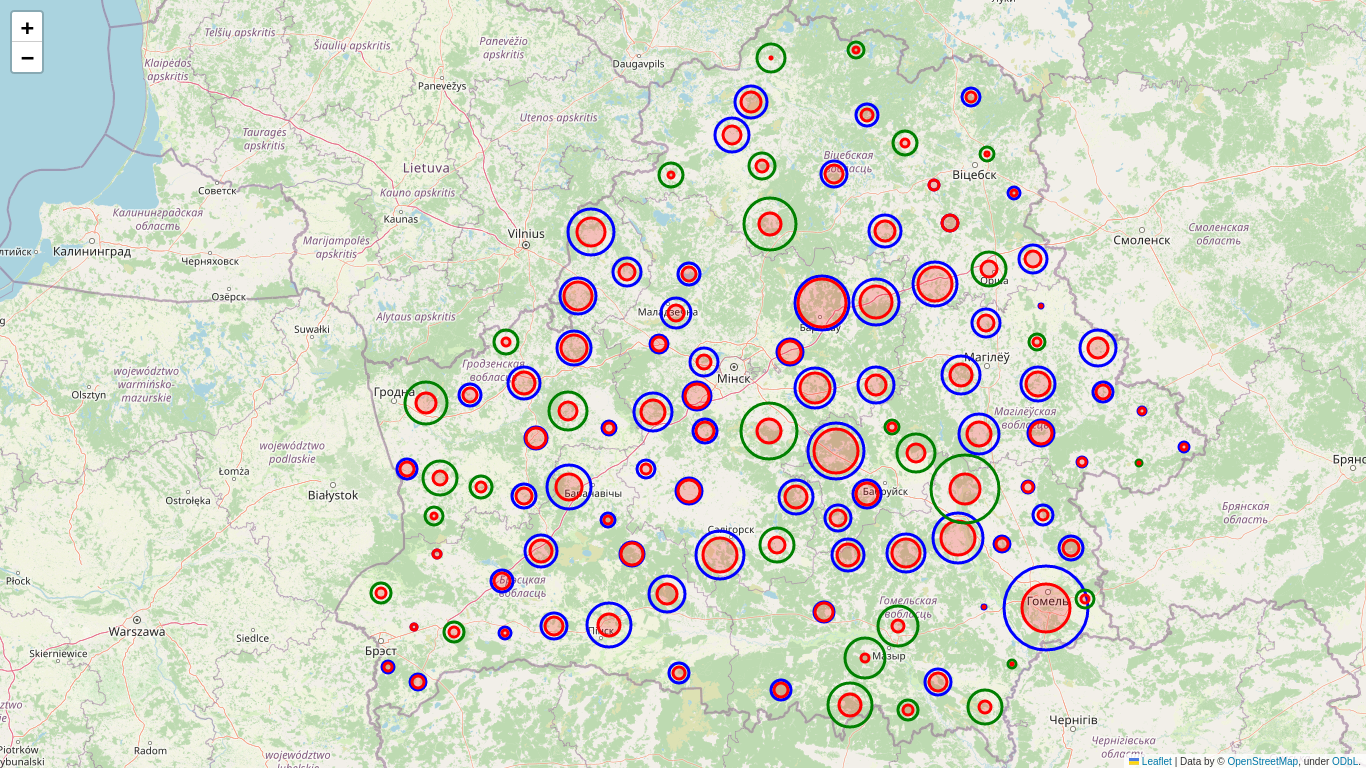 +
−
Луки
Telšių apskritis
Šiaulių apskritis
Panevėžio
apskritis
Klaipėdos
apskritis
Daugavpils
Panevėžys
Utenos apskritis
Tauragės
apskritis
Віцебская
вобласць
Lietuva
Віцебск
Советск
Kauno apskritis
Калининградская
область
Kaunas
Vilnius
Смоленск
Смоленская
область
Marijampolės
apskritis
Калининград
Черняховск
Озёрск
Орша
Alytaus apskritis
Маладзечна
Suwałki
Барысаў
Магілёў
Гродзенская
вобласць
Мінск
województwo
warmińsko-
mazurskie
Olsztyn
Гродна
Магілёўская
вобласць
województwo
podlaskie
Łomża
Białystok
Ostrołęka
Баранавічы
Бабруйск
Брянская
область
Салігорск
Płock
Брэсцкая
вобласць
Гомельская
вобласць
Гомель
Warszawa
Siedlce
Пінск
Skierniewice
Брэст
Мазыр
Чернігів
Чернігівська
область
Radom
województwo
lubelskie
Piotrków
Trybunalski
Leaflet | Data by © OpenStreetMap, under ODbL.